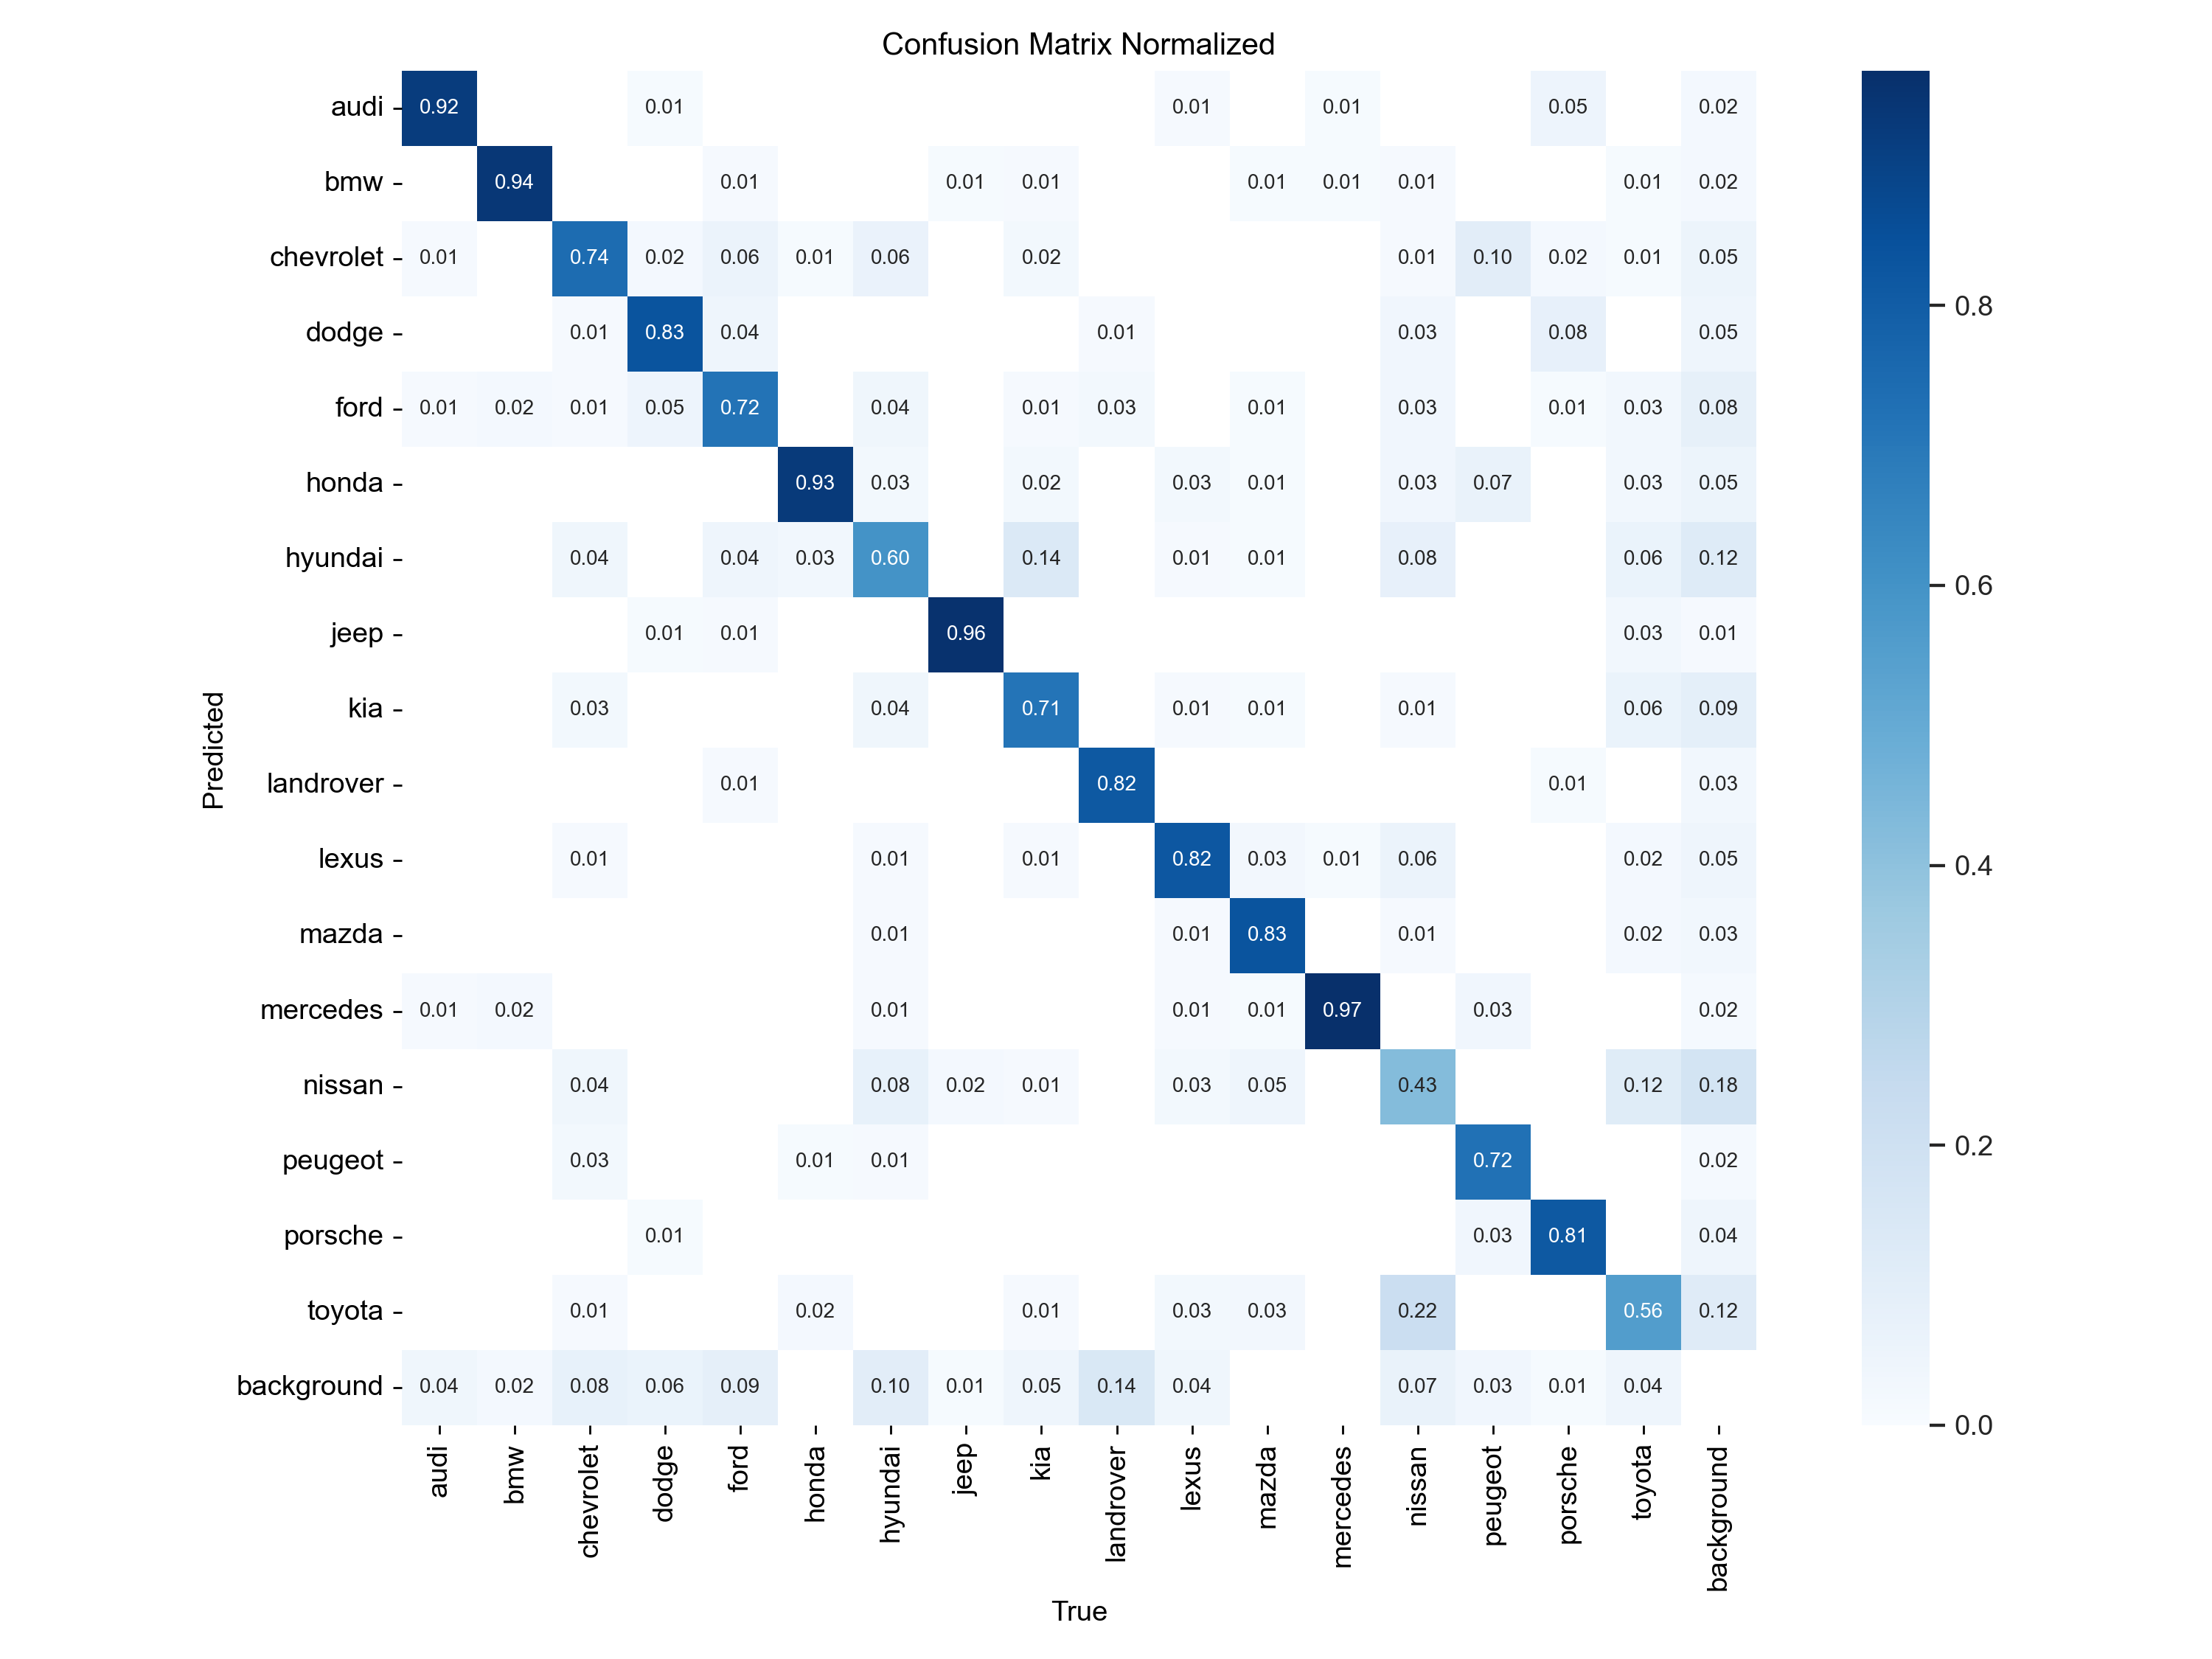 Confusion Matrix Normalized
audi 0.92 0.01 0.01 0.01 0.05 0.02
bmw 0.94 0.01 0.01 0.01 0.01 0.01 0.01 0.01 0.02
chevrolet 0.01 0.74 0.02 0.06 0.01 0.06 0.02 0.01 0.10 0.02 0.01 0.05
dodge 0.01 0.83 0.04 0.01 0.03 0.08 0.05
ford 0.01 0.02 0.01 0.05 0.72 0.04 0.01 0.03 0.01 0.03 0.01 0.03 0.08
honda 0.93 0.03 0.02 0.03 0.01 0.03 0.07 0.03 0.05
hyundai 0.04 0.04 0.03 0.60 0.14 0.01 0.01 0.08 0.06 0.12
jeep 0.01 0.01 0.96 0.03 0.01
kia 0.03 0.04 0.71 0.01 0.01 0.01 0.06 0.09
landrover 0.01 0.82 0.01 0.03
lexus 0.01 0.01 0.01 0.82 0.03 0.01 0.06 0.02 0.05
mazda 0.01 0.01 0.83 0.01 0.02 0.03
mercedes 0.01 0.02 0.01 0.01 0.01 0.97 0.03 0.02
nissan 0.04 0.08 0.02 0.01 0.03 0.05 0.43 0.12 0.18
peugeot 0.03 0.01 0.01 0.72 0.02
porsche 0.01 0.03 0.81 0.04
toyota 0.01 0.02 0.01 0.03 0.03 0.22 0.56 0.12
background 0.04 0.02 0.08 0.06 0.09 0.10 0.01 0.05 0.14 0.04 0.07 0.03 0.01 0.04
audi bmw chevrolet dodge ford honda hyundai jeep kia landrover lexus mazda mercedes nissan peugeot porsche toyota background
True
Predicted
0.8
0.6
0.4
0.2
0.0